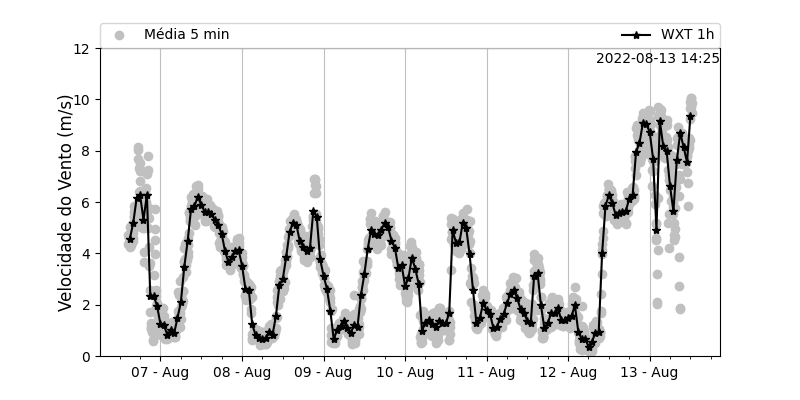 Média 5 min
WXT 1h
2022-08-13 14:25
Velocidade do Vento (m/s)
12
10
8
6
4
2
0
07 - Aug
08 - Aug
09 - Aug
10 - Aug
11 - Aug
12 - Aug
13 - Aug